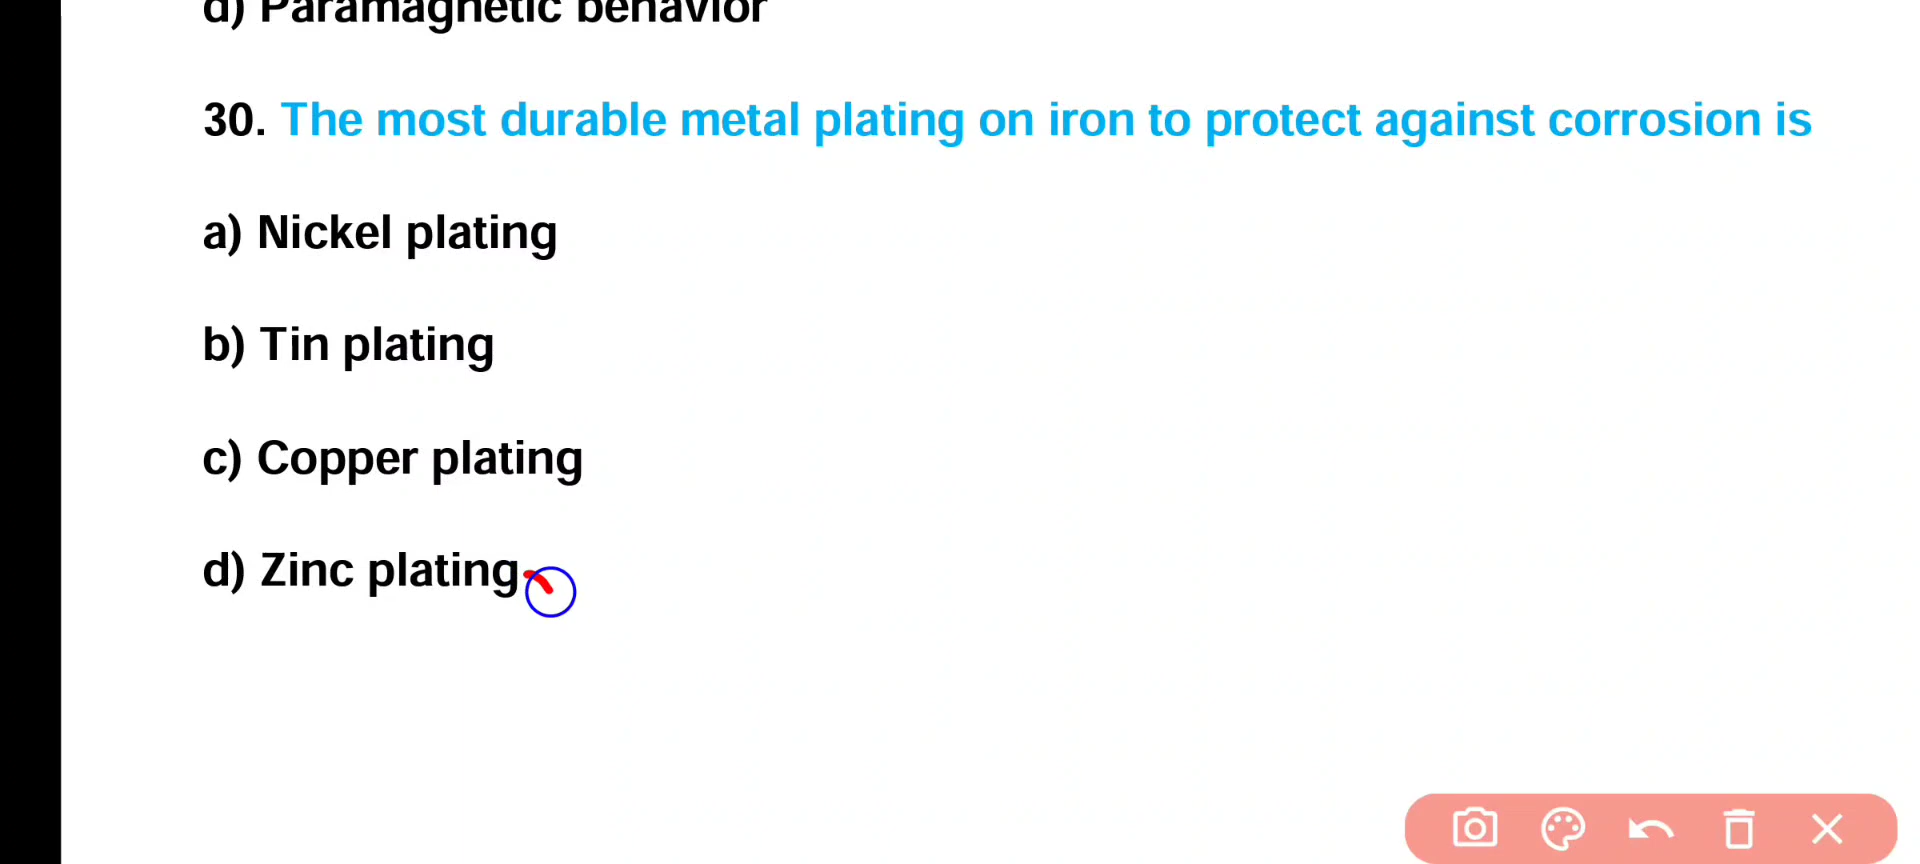 d) Paramagnetic behavior
30. The most durable metal plating on iron to protect against corrosion is
a) Nickel plating
b) Tin plating
c) Copper plating
d) Zinc plating